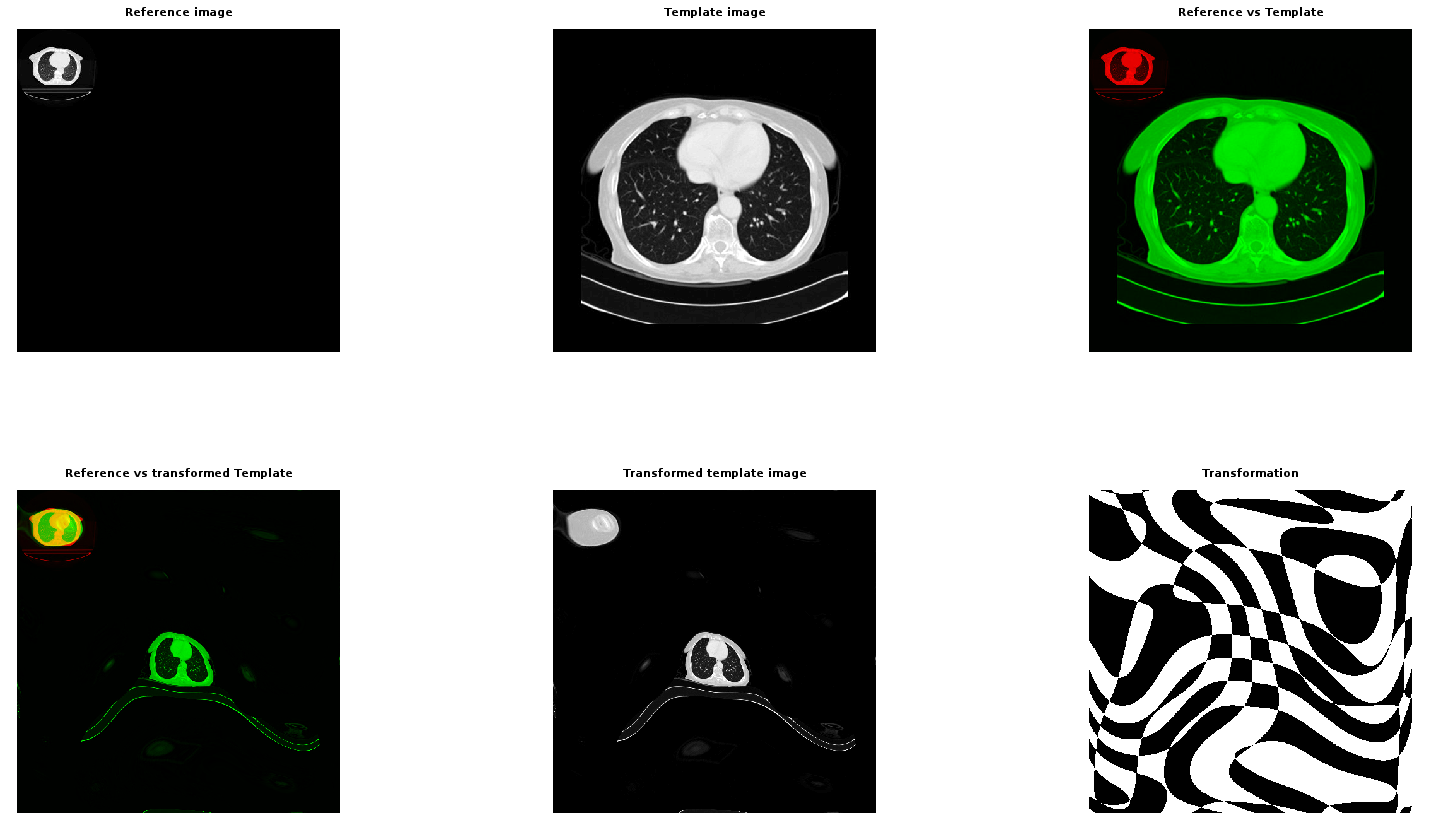 Reference image
Template image
Reference vs Template
Reference vs transformed Template
Transformed template image
Transformation